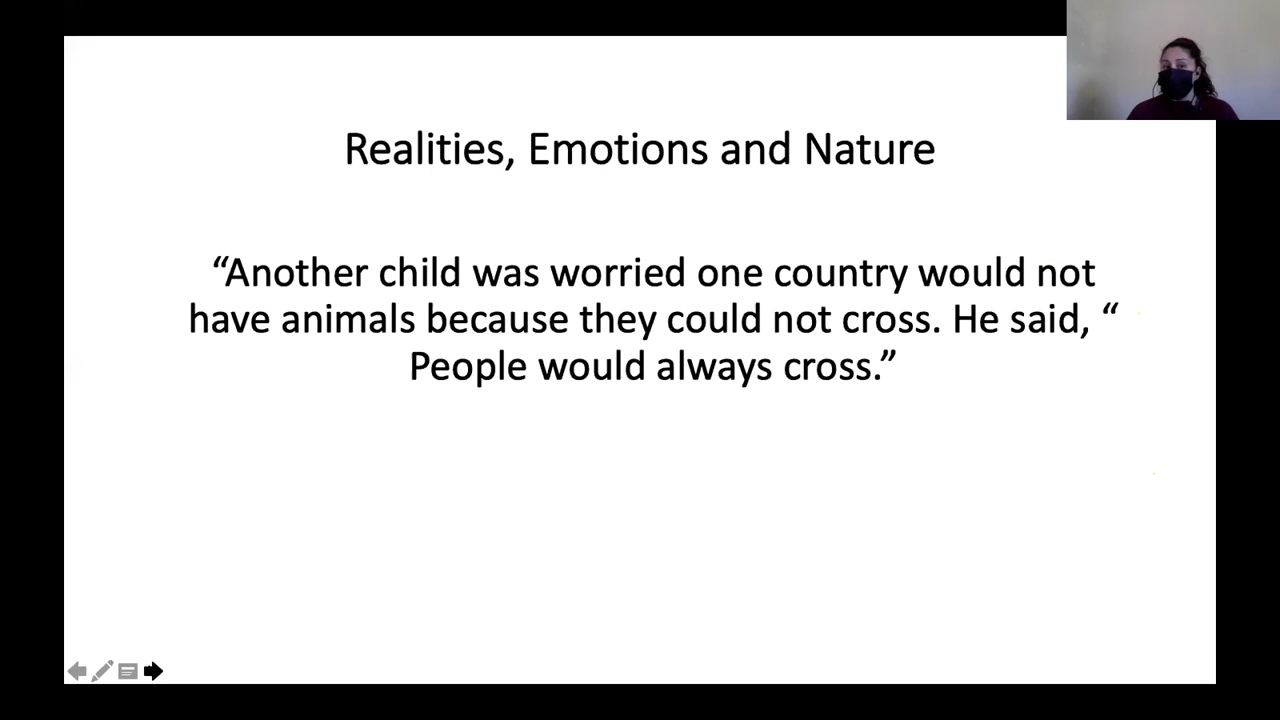 Realities, Emotions and Nature
“Another child was worried one country would not
have animals because they could not cross. He said, “
People would always cross.”